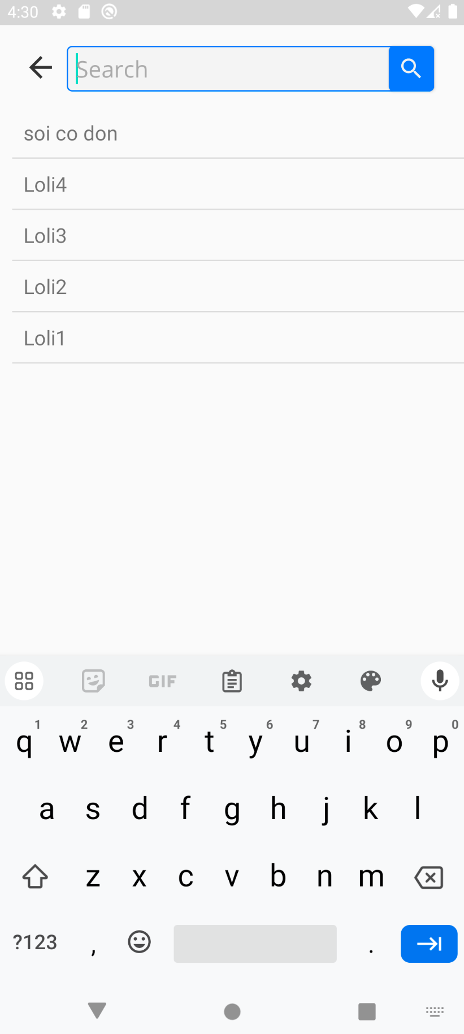 4:30
Search
soi co don
Loli4
Loli3
Loli2
Loli1
GIF
1 2 3 4 5 6 7 8 9 0
q w e r t y u i o p
a s d f g h j k l
z x c v b n m
?123 , .